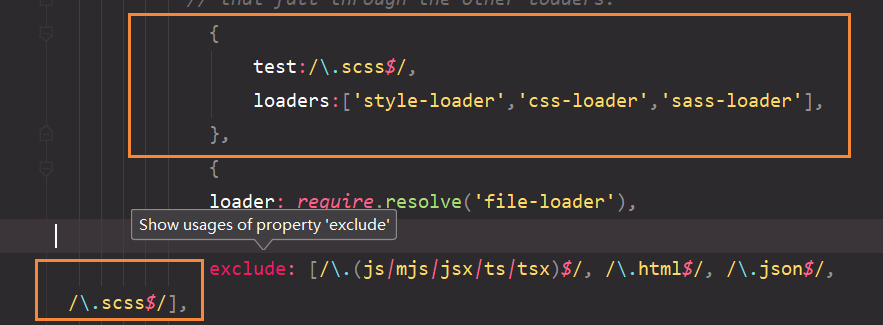 // that fall through the other loaders.
{
test:/\.scss$/,
loaders:['style-loader','css-loader','sass-loader'],
},
{
loader: require.resolve('file-loader'),
Show usages of property 'exclude'
exclude: [/\.(js|mjs|jsx|ts|tsx)$/, /\.html$/, /\.json$/,
/\.scss$/],